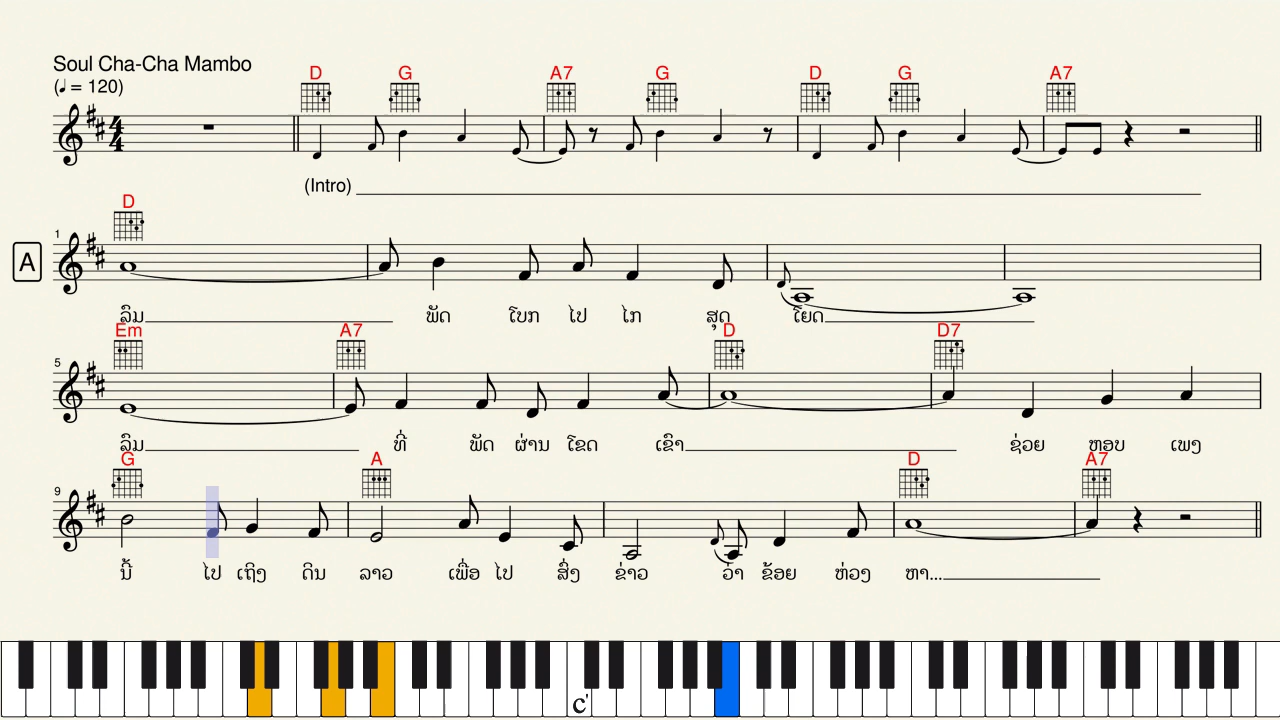 Soul Cha-Cha Mambo
(♩ = 120)
D G A7 G D G A7
(Intro)
D
A
1
ລົມ ພັດ ໂບກ ໄປ ໄກ ສຸດ ໂຍດ
Em A7 D D7
5
ລົມ ທີ່ ພັດ ຜ່ານ ໂຂດ ເຂົາ ຊ່ວຍ ຫຼຸບ ເພງ
G A D A7
9
ນີ້ ໄປ ເຖິງ ດິນ ລາວ ເພື່ອ ໄປ ສົ່ງ ຂ່າວ ວ່າ ຂ້ອຍ ຫ່ວງ ຫາ...
C'